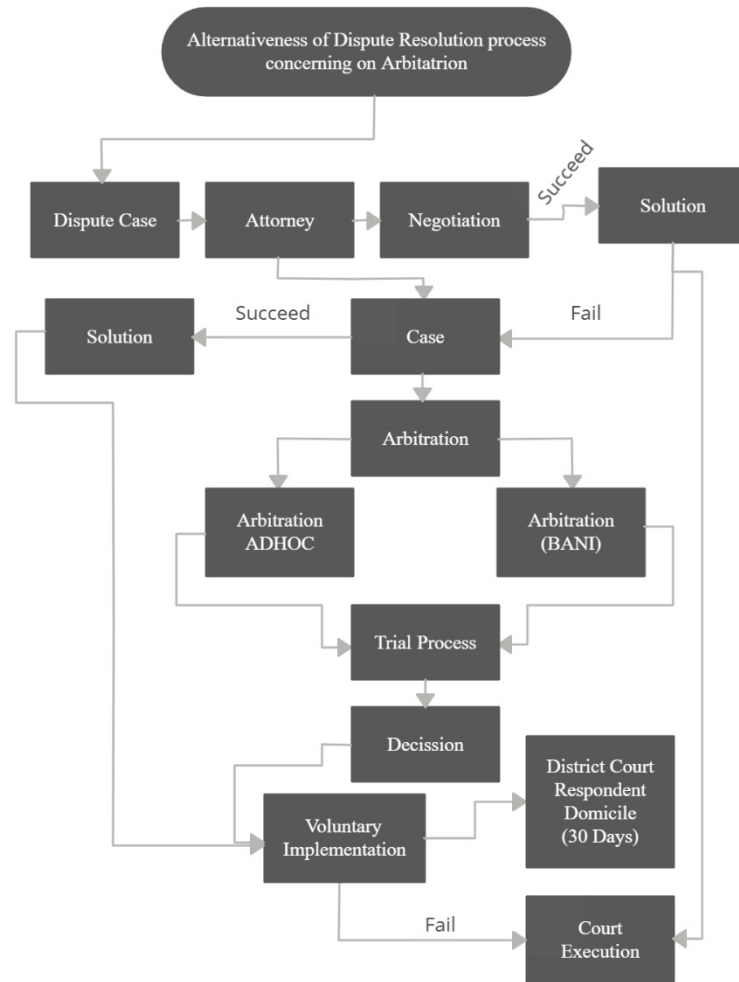 Alternativeness of Dispute Resolution process
concerning on Arbitatrion
Dispute Case
Attorney
Negotiation
Succeed
Solution
Solution
Succeed
Case
Fail
Arbitration
Arbitration
ADHOC
Arbitration
(BANI)
Trial Process
Decission
District Court
Respondent
Domicile
(30 Days)
Voluntary
Implementation
Fail
Court
Execution